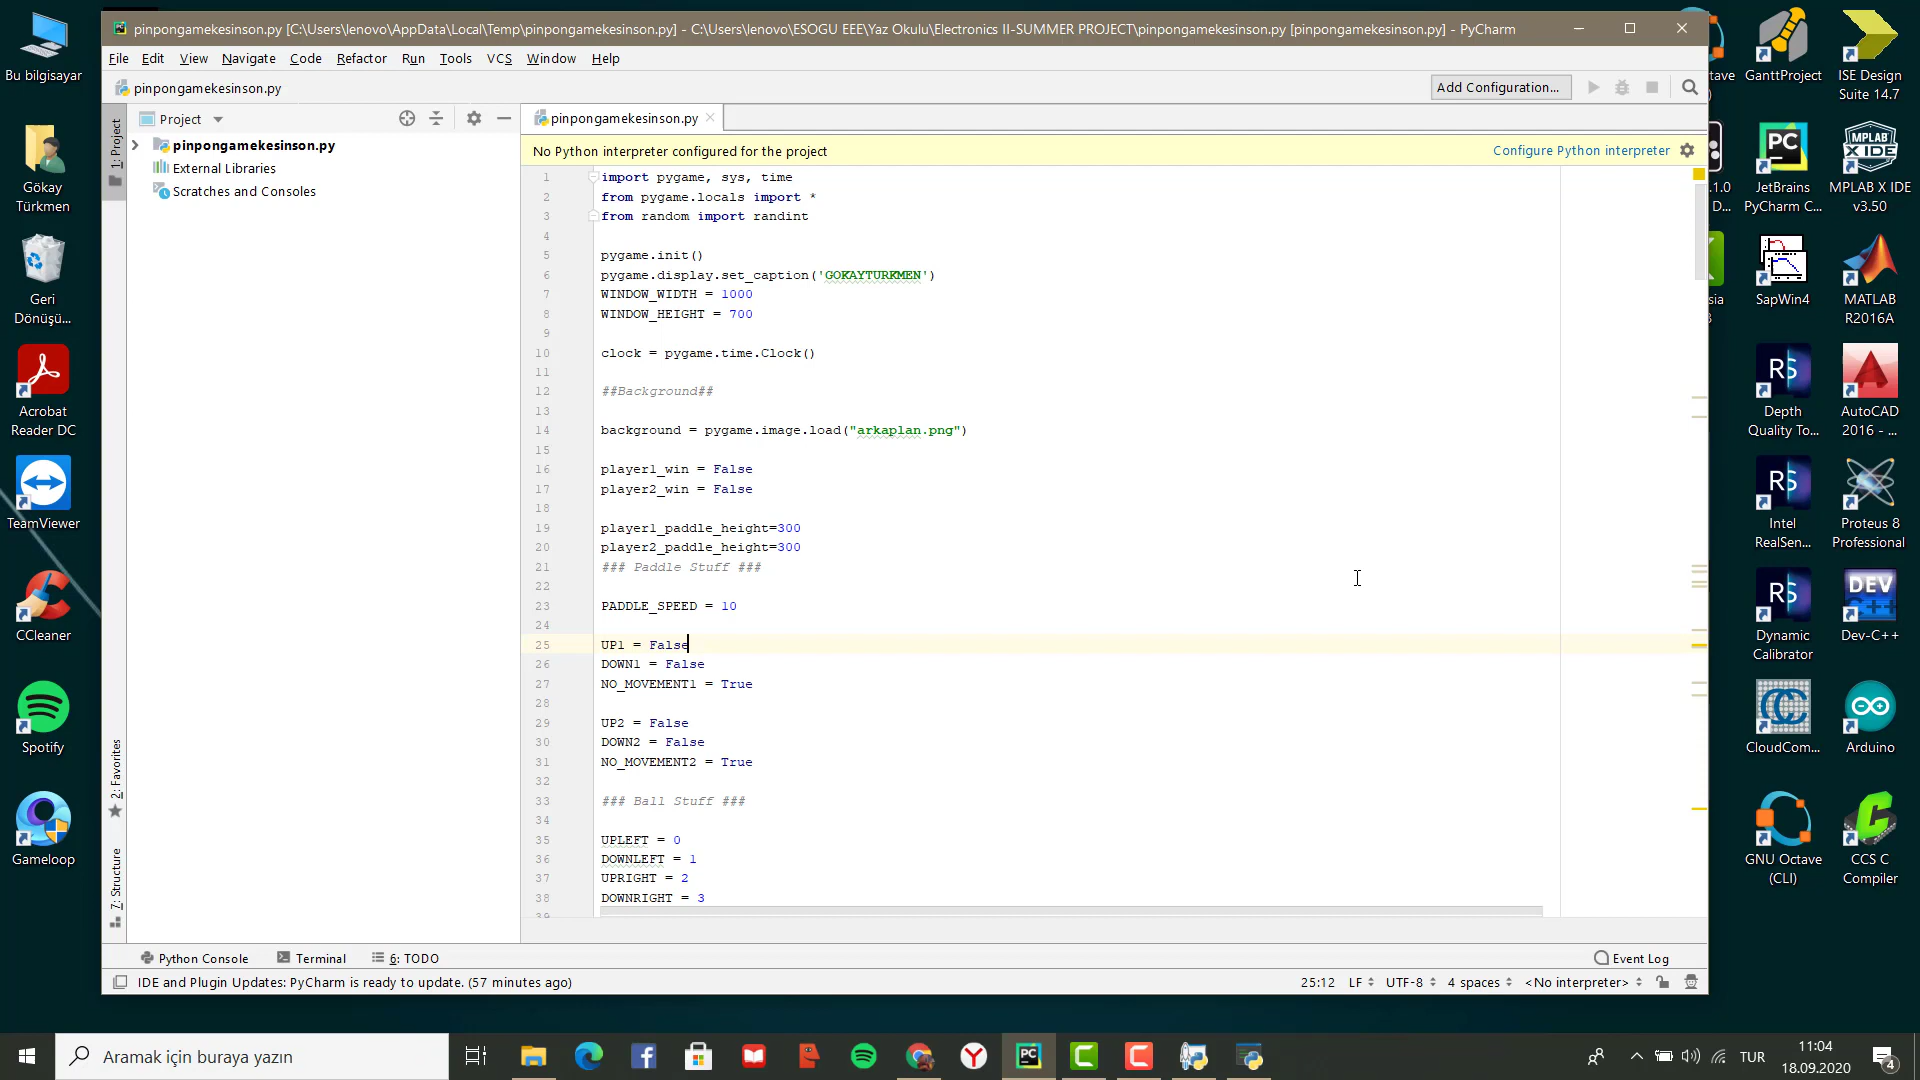 pinpongamekesinson.py [C:\Users\lenovo\AppData\Local\Temp\pinpongamekesinson.py] - C:\Users\lenovo\ESOGU EEE\Yaz Okulu\Electronics II-SUMMER PROJECT\pinpongamekesinson.py [pinpongamekesinson.py] - PyCharm
File Edit View Navigate Code Refactor Run Tools VCS Window Help
pinpongamekesinson.py
Add Configuration...
1: Project
Project
pinpongamekesinson.py
External Libraries
Scratches and Consoles
2: Favorites
7: Structure
pinpongamekesinson.py
No Python interpreter configured for the project
Configure Python interpreter
1 import pygame, sys, time
2 from pygame.locals import *
3 from random import randint
4
5 pygame.init()
6 pygame.display.set_caption('GOKAYTURKMEN')
7 WINDOW_WIDTH = 1000
8 WINDOW_HEIGHT = 700
9
10 clock = pygame.time.Clock()
11
12 ##Background##
13
14 background = pygame.image.load("arkaplan.png")
15
16 player1_win = False
17 player2_win = False
18
19 player1_paddle_height=300
20 player2_paddle_height=300
21 ### Paddle Stuff ###
22
23 PADDLE_SPEED = 10
24
25 UP1 = False
26 DOWN1 = False
27 NO_MOVEMENT1 = True
28
29 UP2 = False
30 DOWN2 = False
31 NO_MOVEMENT2 = True
32
33 ### Ball Stuff ###
34
35 UPLEFT = 0
36 DOWNLEFT = 1
37 UPRIGHT = 2
38 DOWNRIGHT = 3
39
Python Console
Terminal
6: TODO
Event Log
IDE and Plugin Updates: PyCharm is ready to update. (57 minutes ago)
25:12 LF UTF-8 4 spaces <No interpreter>
Bu bilgisayar
Gökay
Türkmen
Geri
Dönüşü...
Acrobat
Reader DC
TeamViewer
CCleaner
Spotify
Gameloop
GanttProject
ISE Design
Suite 14.7
JetBrains
PyCharm C...
MPLAB
X IDE
MPLAB X IDE
v3.50
SapWin4
MATLAB
R2016A
RS
Depth
Quality To...
AutoCAD
2016 - ...
RS
Intel
RealSen...
Proteus 8
Professional
RS
Dynamic
Calibrator
DEV
Dev-C++
CloudCom...
Arduino
GNU Octave
(CLI)
CCS C
Compiler
Aramak için buraya yazın
TUR
11:04
18.09.2020
4